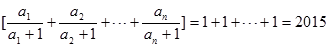 [a₁/(a₁+1) + a₂/(a₂+1) + ⋯ + aₙ/(aₙ+1)] = 1+1+⋯+1 = 2015